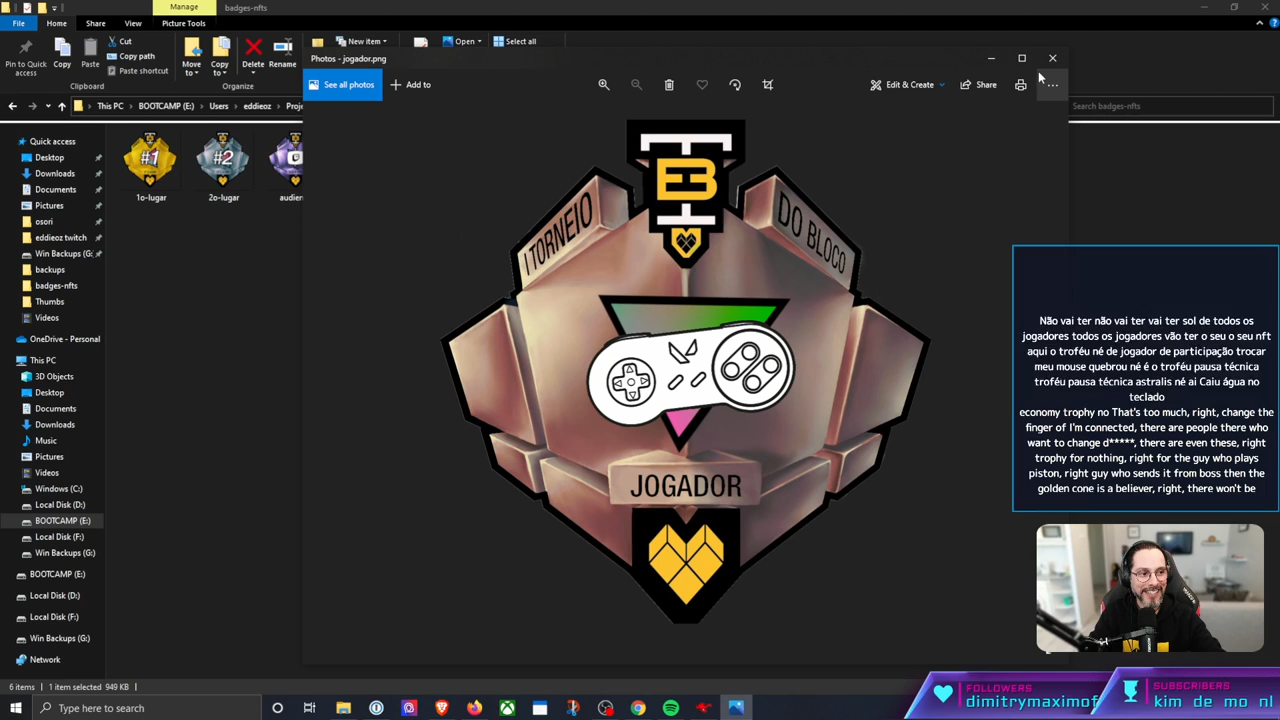 Manage
badges-nfts
File
Home
Share
View
Picture Tools
Pin to Quick access
Copy
Paste
Cut
Copy path
Paste shortcut
Clipboard
Move to
Copy to
Delete
Rename
Organize
New item
Open
Select all
Photos - jogador.png
See all photos
Add to
Edit & Create
Share
This PC
BOOTCAMP (E:)
Users
eddieoz
Proje
Search badges-nfts
Quick access
Desktop
Downloads
Documents
Pictures
osori
eddieoz twitch
Win Backups (G:
backups
badges-nfts
Thumbs
Videos
OneDrive - Personal
This PC
3D Objects
Desktop
Documents
Downloads
Music
Pictures
Videos
Windows (C:)
Local Disk (D:)
BOOTCAMP (E:)
Local Disk (F:)
Win Backups (G:)
BOOTCAMP (E:)
Local Disk (D:)
Local Disk (F:)
Win Backups (G:)
Network
#1
#2
1o-lugar
2o-lugar
audien
B
I TORNEIO
DO BLOCO
JOGADOR
Não vai ter não vai ter vai ter sol de todos os
jogadores todos os jogadores vão ter o seu o seu nft
aqui o troféu né de jogador de participação trocar
meu mouse quebrou né é o troféu pausa técnica
troféu pausa técnica astralis né ai Caiu água no
teclado
economy trophy no That's too much, right, change the
finger of I'm connected, there are people there who
want to change d*****, there are even these, right
trophy for nothing, right for the guy who plays
piston, right guy who sends it from boss then the
golden cone is a believer, right, there won't be
6 items
1 item selected
949 KB
Type here to search
FOLLOWERS
dimitrymaximof
SUBSCRIBERS
kim_de_mo_nl